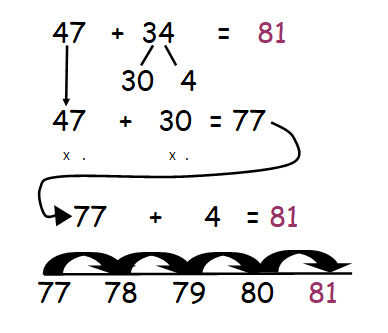 47 + 34 = 81
30 4
47 + 30 = 77
x . x .
77 + 4 = 81
77 78 79 80 81